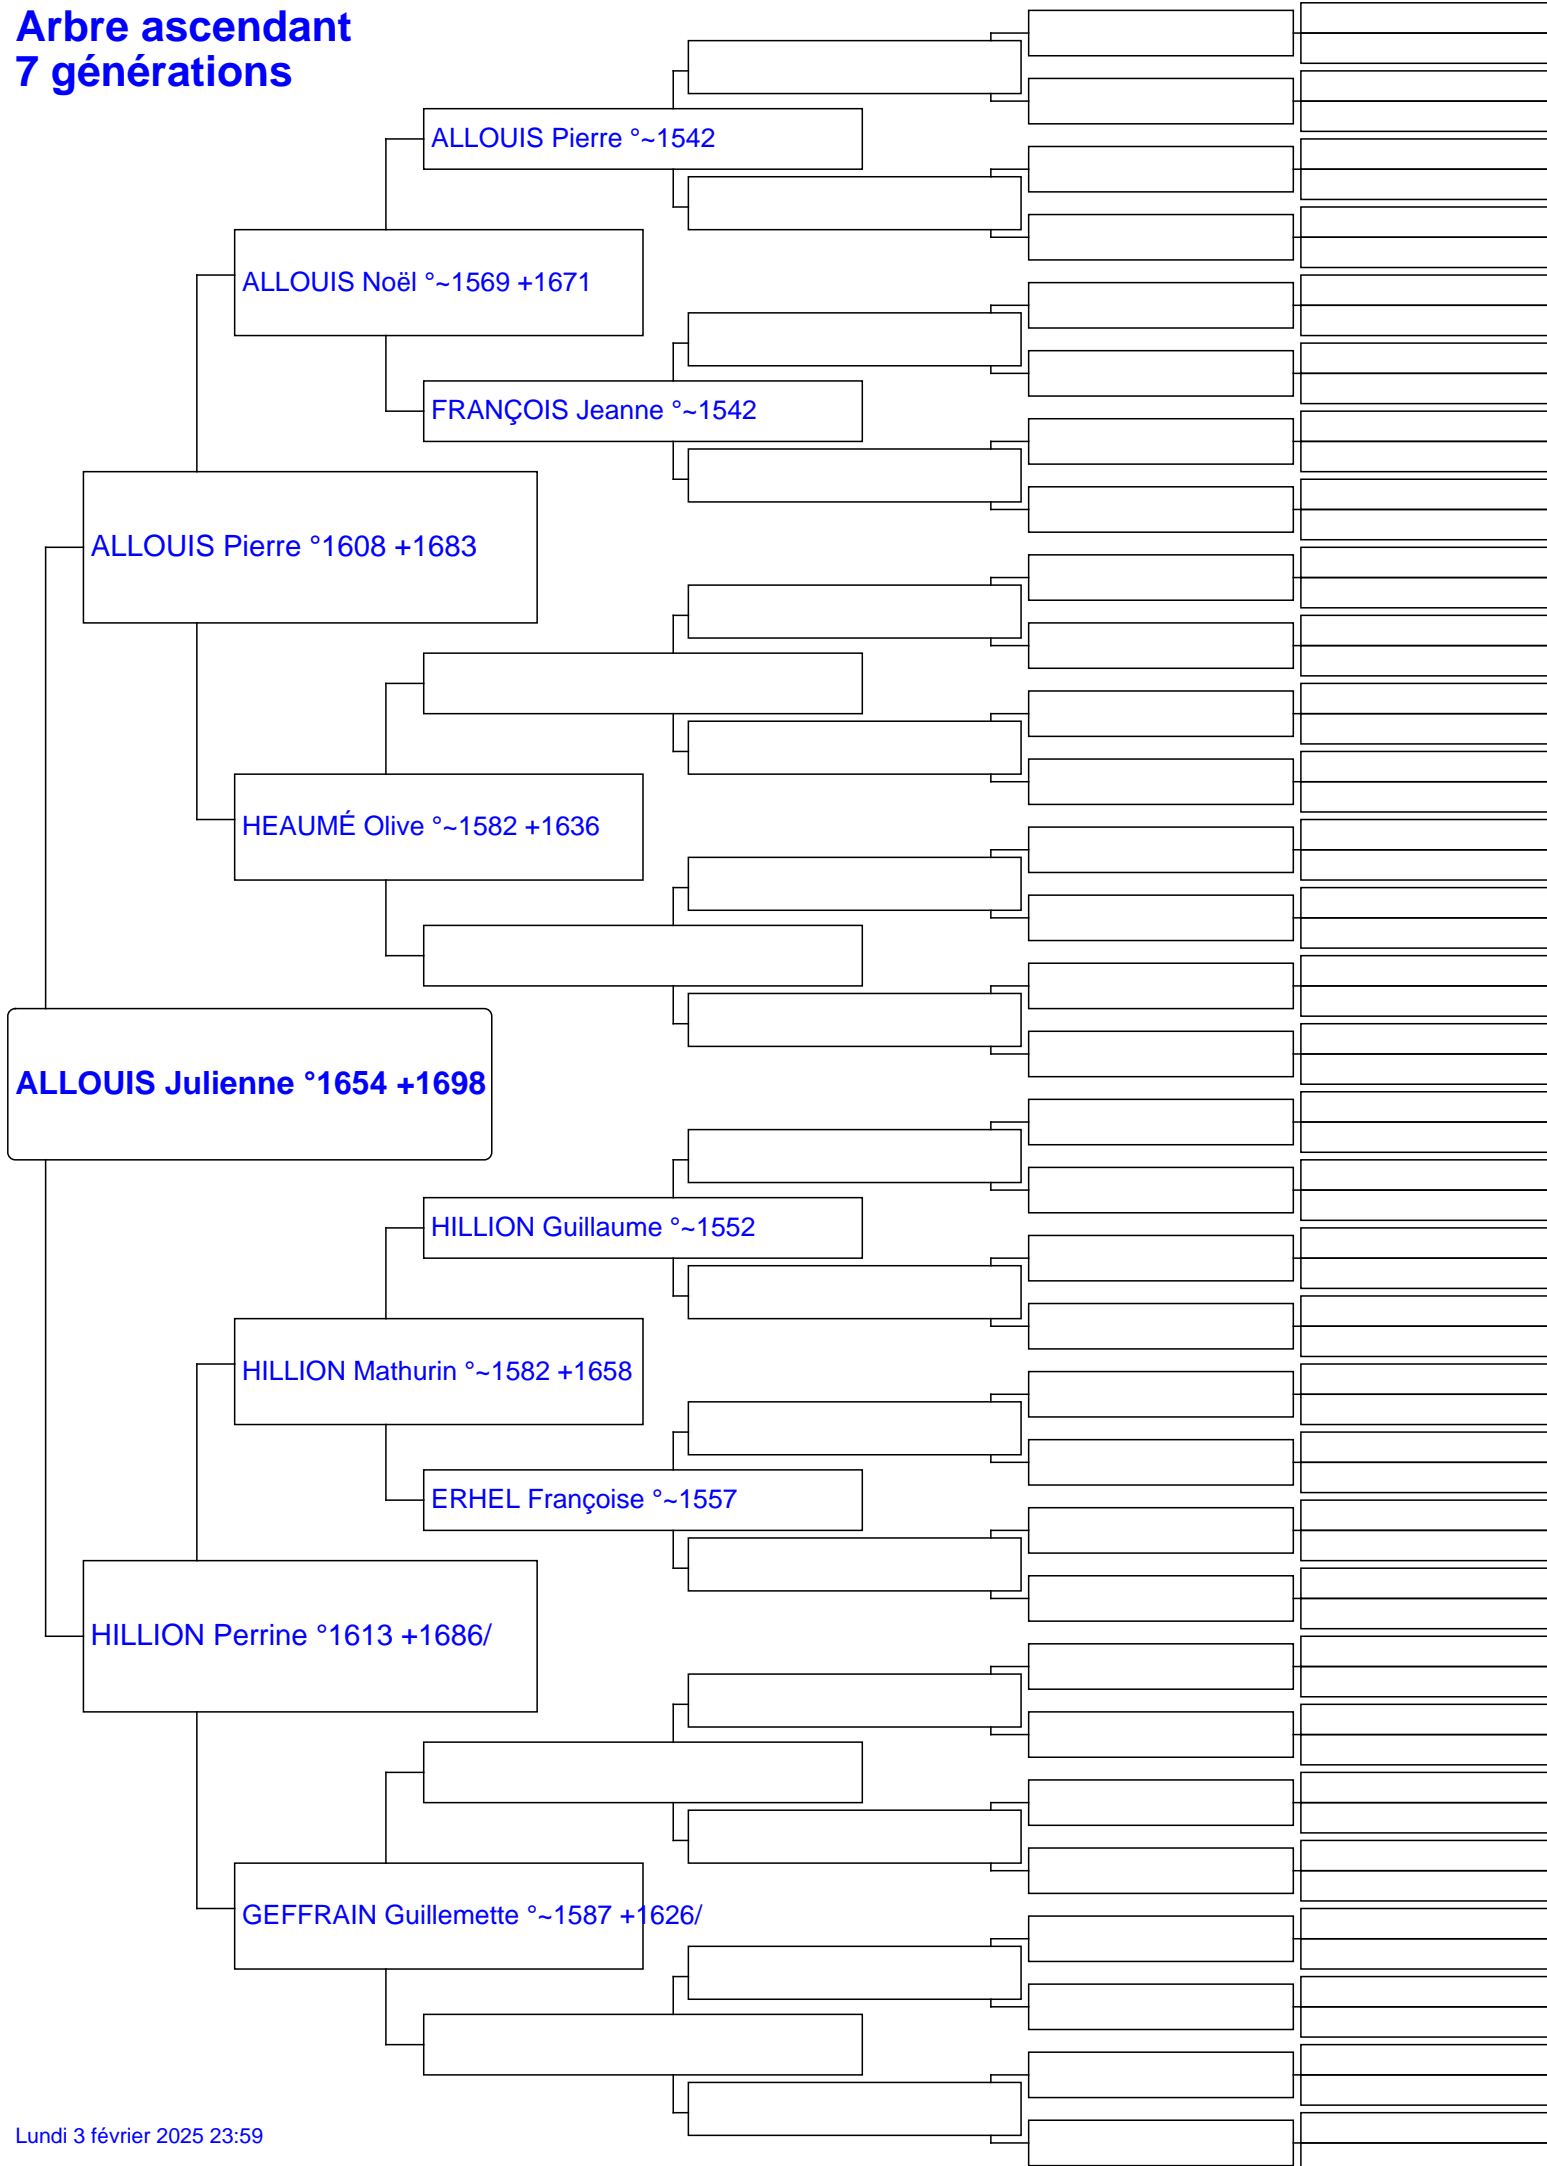 Arbre ascendant
7 générations
ALLOUIS Pierre °~1542
ALLOUIS Noël °~1569 +1671
FRANÇOIS Jeanne °~1542
ALLOUIS Pierre °1608 +1683
HEAUMÉ Olive °~1582 +1636
ALLOUIS Julienne °1654 +1698
HILLION Guillaume °~1552
HILLION Mathurin °~1582 +1658
ERHEL Françoise °~1557
HILLION Perrine °1613 +1686/
GEFFRAIN Guillemette °~1587 +1626/
Lundi 3 février 2025 23:59